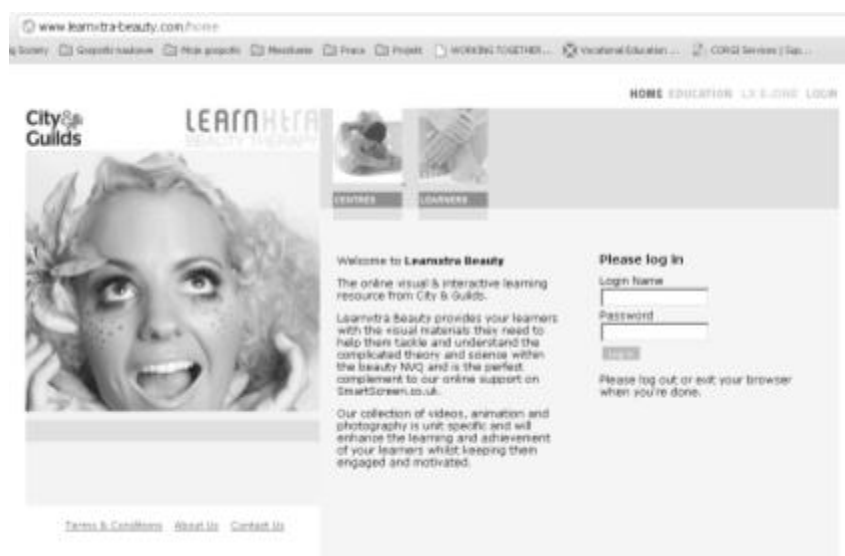 www.learnxtra-beauty.com/home
Praca
Projekt
WORKING TOGETHER...
Vocational Education ...
CORGI Services | Sup...
HOME EDUCATION LX E-ZINE LOGIN
City&
Guilds
LEARNXtra
BEAUTY THERAPY
CENTRES
LEARNERS
Welcome to Learnxtra Beauty
The online visual & interactive learning
resource from City & Guilds.
Learnxtra Beauty provides your learners
with the visual materials they need to
help them tackle and understand the
complicated theory and science within
the beauty NVQ and is the perfect
complement to our online support on
SmartScreen.co.uk.
Our collection of videos, animation and
photography is unit specific and will
enhance the learning and achievement
of your learners whilst keeping them
engaged and motivated.
Please log in
Login Name
Password
Log in
Please log out or exit your browser
when you're done.
Terms & Conditions About Us Contact Us